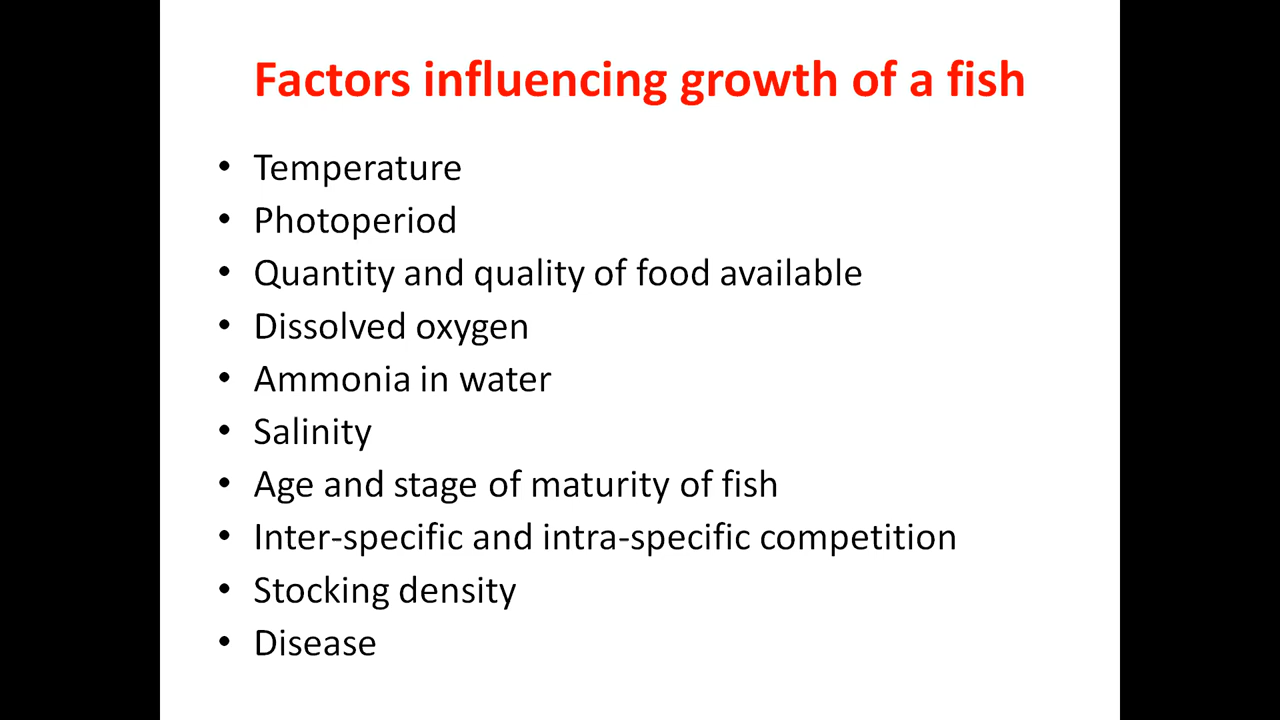 Factors influencing growth of a fish
• Temperature
• Photoperiod
• Quantity and quality of food available
• Dissolved oxygen
• Ammonia in water
• Salinity
• Age and stage of maturity of fish
• Inter-specific and intra-specific competition
• Stocking density
• Disease